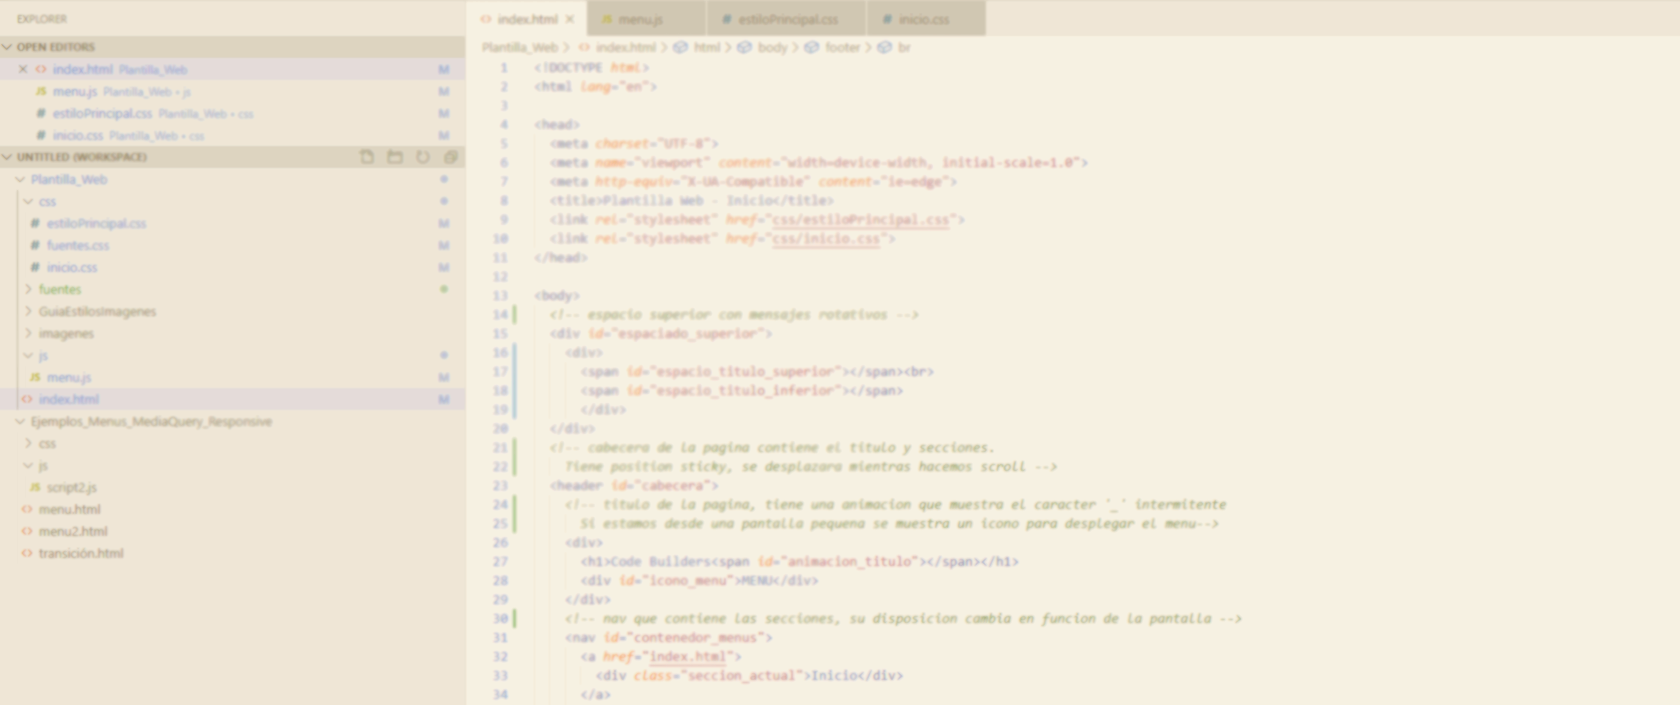 EXPLORER
OPEN EDITORS
index.html Plantilla_Web M
JS menu.js Plantilla_Web • js M
# estiloPrincipal.css Plantilla_Web • css M
# inicio.css Plantilla_Web • css M
UNTITLED (WORKSPACE)
Plantilla_Web
css
# estiloPrincipal.css M
# fuentes.css M
# inicio.css M
fuentes
GuiaEstilosImagenes
imagenes
js
JS menu.js M
index.html M
Ejemplos_Menus_MediaQuery_Responsive
css
js
JS script2.js
menu.html
menu2.html
transición.html
index.html JS menu.js # estiloPrincipal.css # inicio.css
Plantilla_Web > index.html > html > body > footer > br
1 <!DOCTYPE html>
2 <html lang="en">
3
4 <head>
5 <meta charset="UTF-8">
6 <meta name="viewport" content="width=device-width, initial-scale=1.0">
7 <meta http-equiv="X-UA-Compatible" content="ie=edge">
8 <title>Plantilla Web - Inicio</title>
9 <link rel="stylesheet" href="css/estiloPrincipal.css">
10 <link rel="stylesheet" href="css/inicio.css">
11 </head>
12
13 <body>
14 <!-- espacio superior con mensajes rotativos -->
15 <div id="espaciado_superior">
16 <div>
17 <span id="espacio_titulo_superior"></span><br>
18 <span id="espacio_titulo_inferior"></span>
19 </div>
20 </div>
21 <!-- cabecera de la pagina contiene el titulo y secciones.
22 Tiene position sticky, se desplazara mientras hacemos scroll -->
23 <header id="cabecera">
24 <!-- titulo de la pagina, tiene una animacion que muestra el caracter '_' intermitente
25 Si estamos desde una pantalla pequena se muestra un icono para desplegar el menu-->
26 <div>
27 <h1>Code Builders<span id="animacion_titulo"></span></h1>
28 <div id="icono_menu">MENU</div>
29 </div>
30 <!-- nav que contiene las secciones, su disposicion cambia en funcion de la pantalla -->
31 <nav id="contenedor_menus">
32 <a href="index.html">
33 <div class="seccion_actual">Inicio</div>
34 </a>